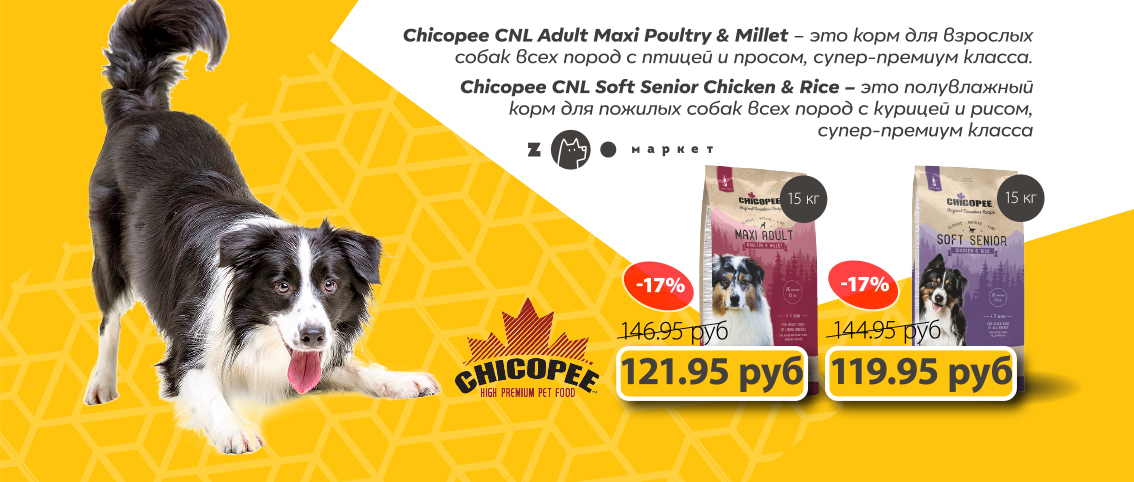 Chicopee CNL Adult Maxi Poultry & Millet – это корм для взрослых
собак всех пород с птицей и просом, супер-премиум класса.
Chicopee CNL Soft Senior Chicken & Rice – это полувлажный
корм для пожилых собак всех пород с курицей и рисом,
супер-премиум класса
z маркет
CHICOPEE
15 кг
MAXI ADULT
POULTRY & MILLET
-17%
146.95 руб
121.95 руб
CHICOPEE
15 кг
SOFT SENIOR
CHICKEN & RICE
-17%
144.95 руб
119.95 руб
CHICOPEE
HIGH PREMIUM PET FOOD